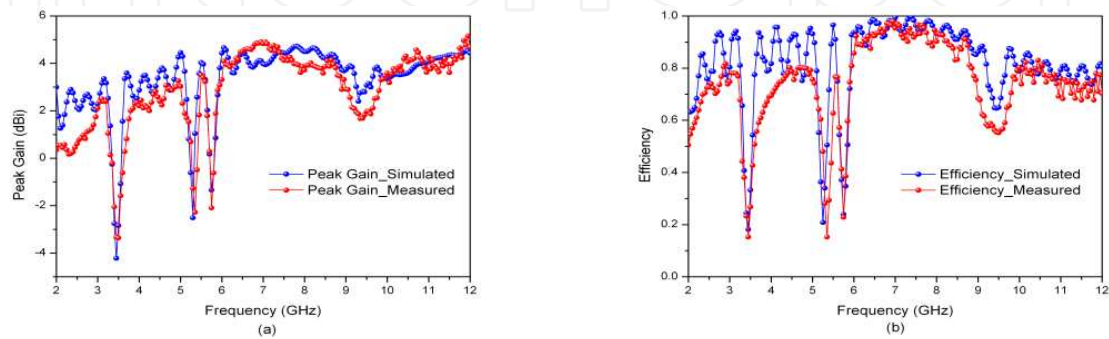 6
4
2
0
-2
-4
Peak Gain (dBi)
Peak Gain_Simulated
Peak Gain_Measured
2 3 4 5 6 7 8 9 10 11 12
Frequency (GHz)
(a)
1.0
0.8
0.6
0.4
0.2
0.0
Efficiency
Efficiency_Simulated
Efficiency_Measured
2 3 4 5 6 7 8 9 10 11 12
Frequency (GHz)
(b)